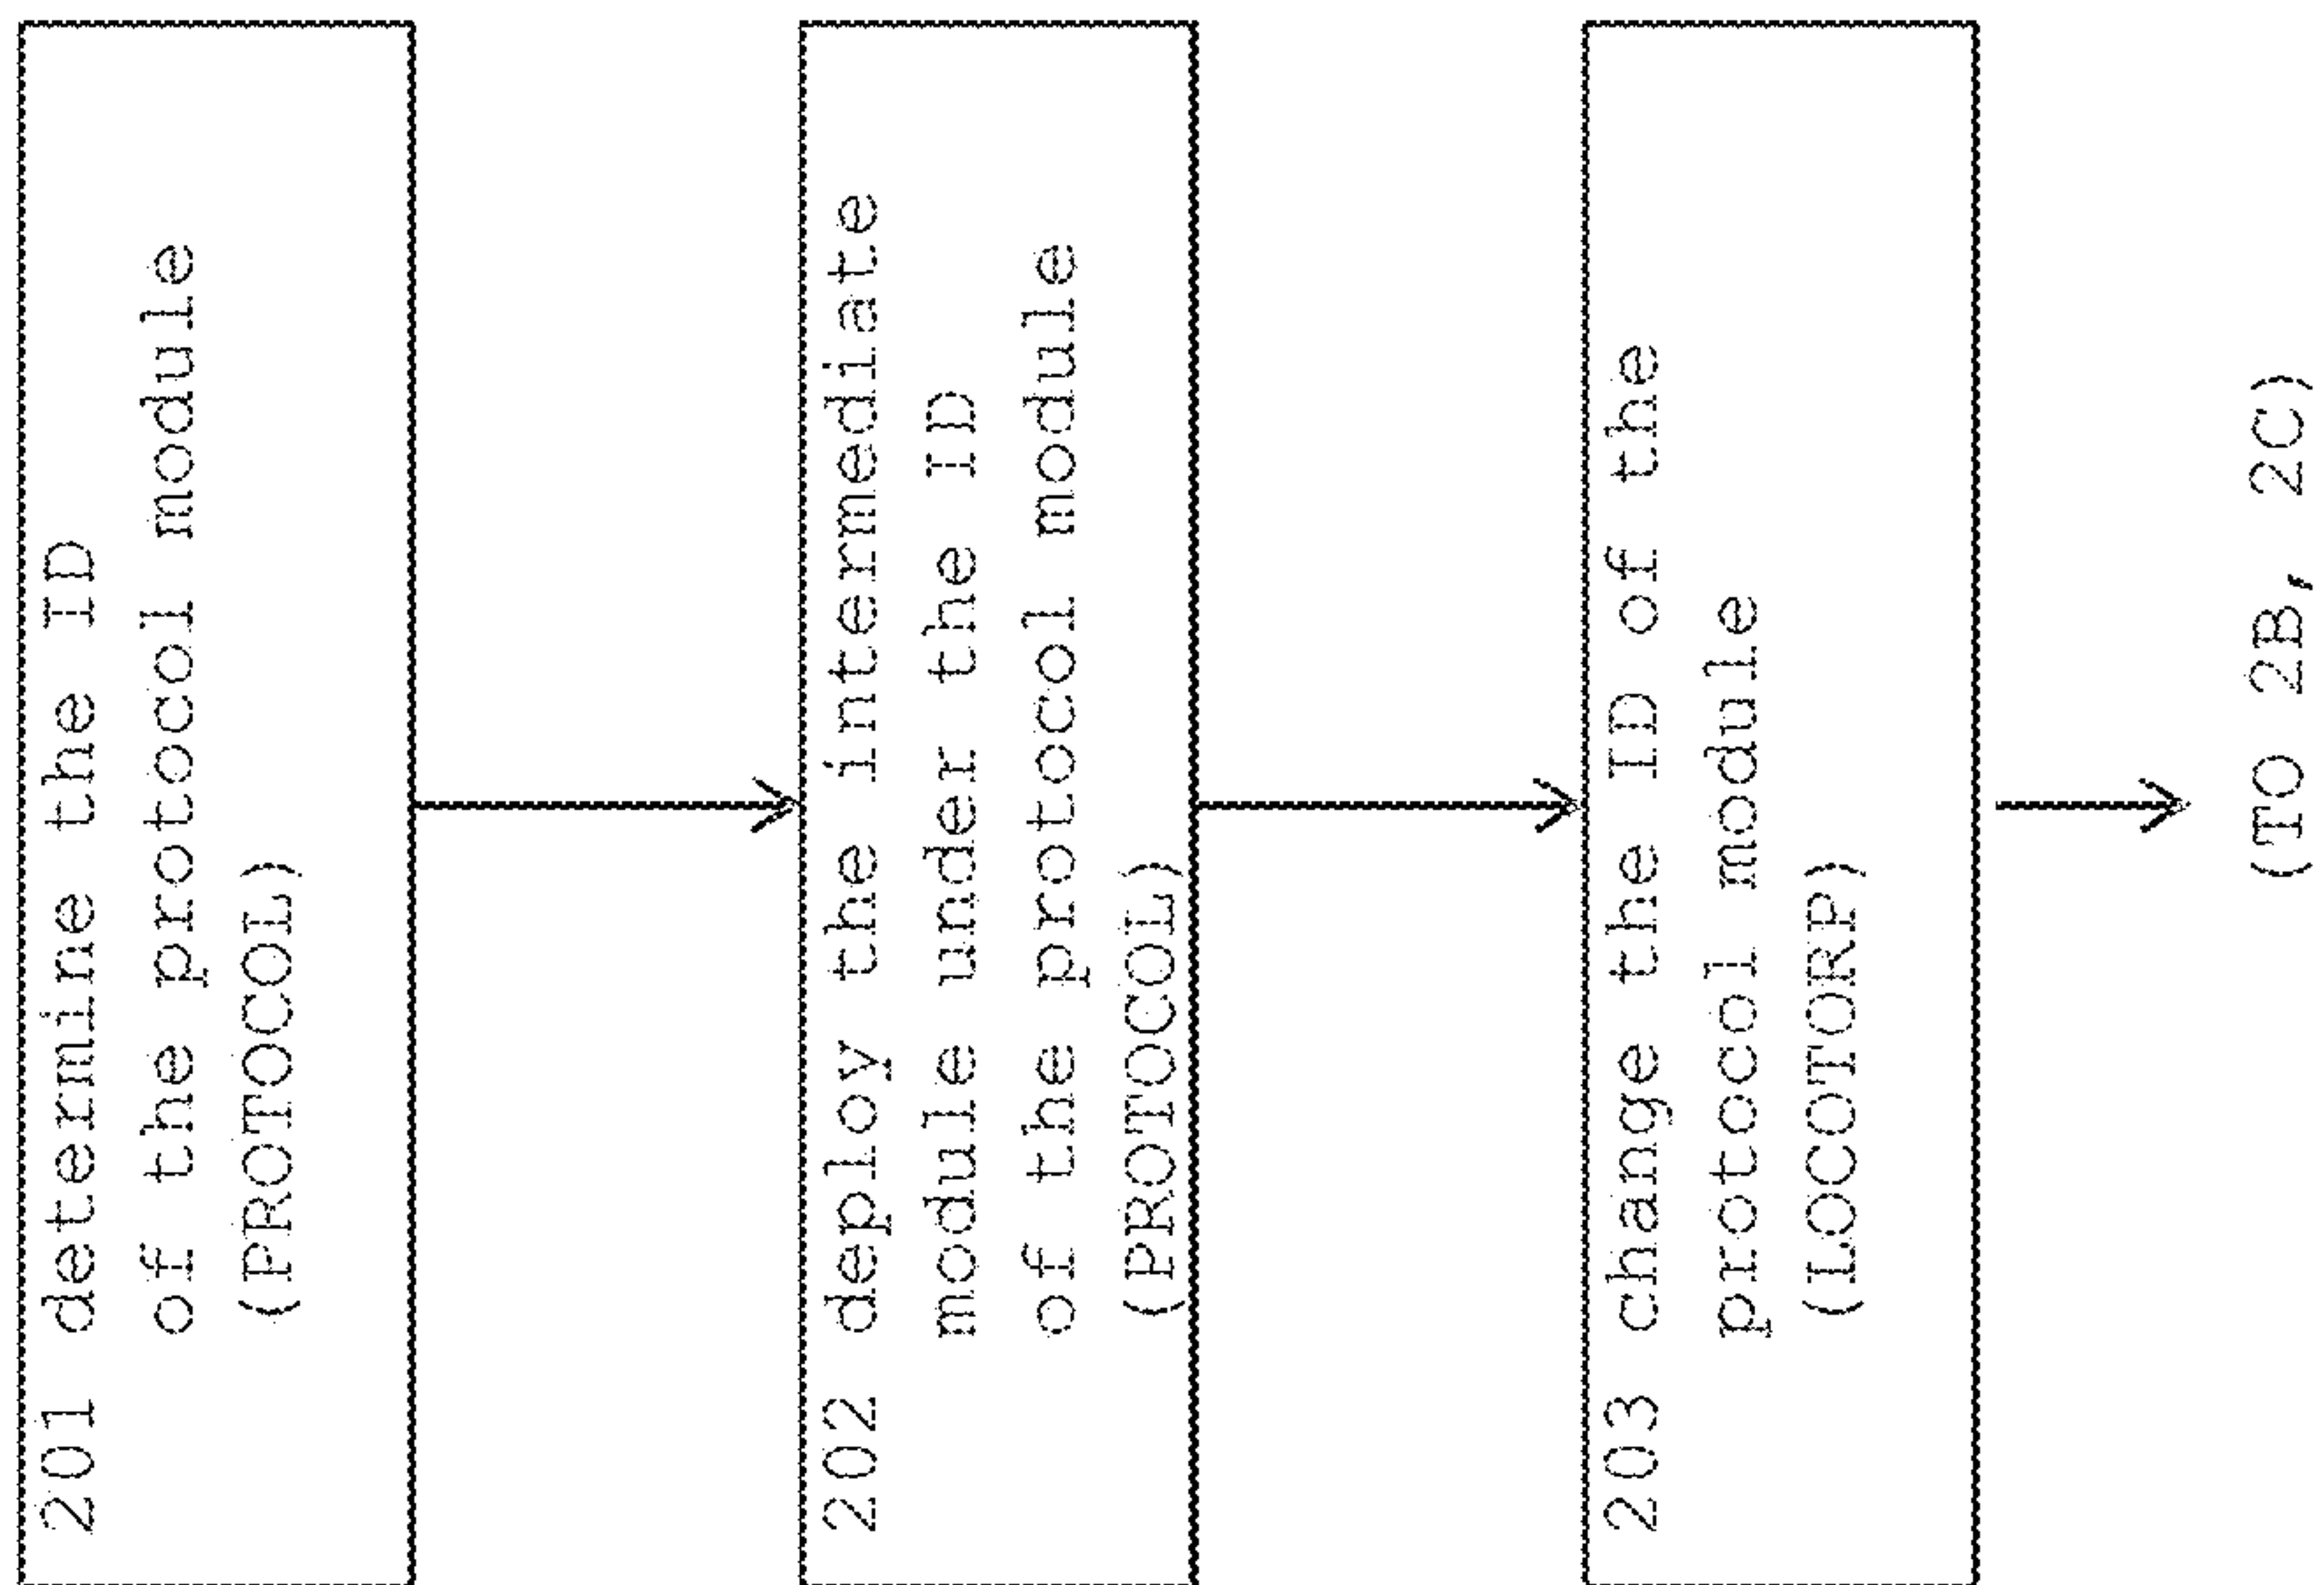 201 determine the ID
of the protocol module
(PROTOCOL)
202 deploy the intermediate
module under the ID
of the protocol module
(PROTOCOL)
203 change the ID of the
protocol module
(LOCOTORP)
(TO 2B, 2C)